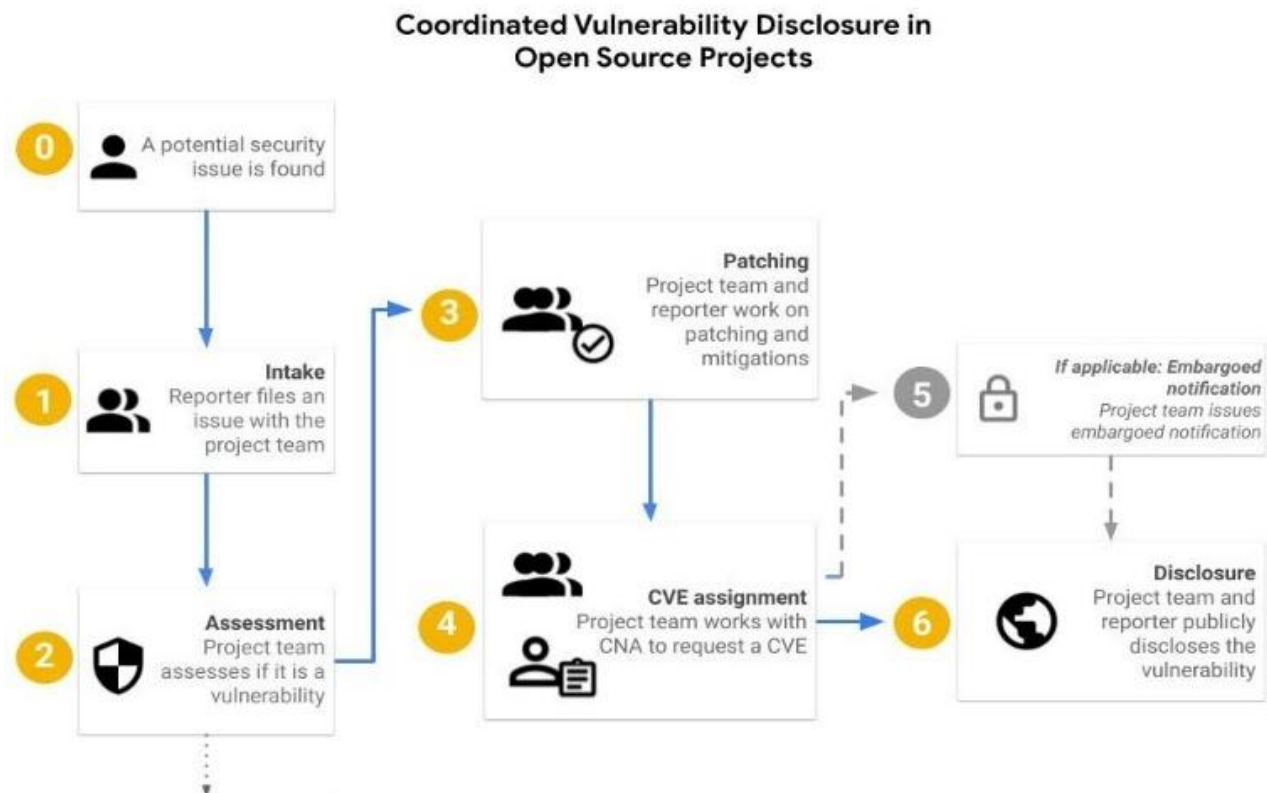 Coordinated Vulnerability Disclosure in
Open Source Projects
0
A potential security
issue is found
1
Intake
Reporter files an
issue with the
project team
2
Assessment
Project team
assesses if it is a
vulnerability
3
Patching
Project team and
reporter work on
patching and
mitigations
4
CVE assignment
Project team works with
CNA to request a CVE
5
If applicable: Embargoed
notification
Project team issues
embargoed notification
6
Disclosure
Project team and
reporter publicly
discloses the
vulnerability